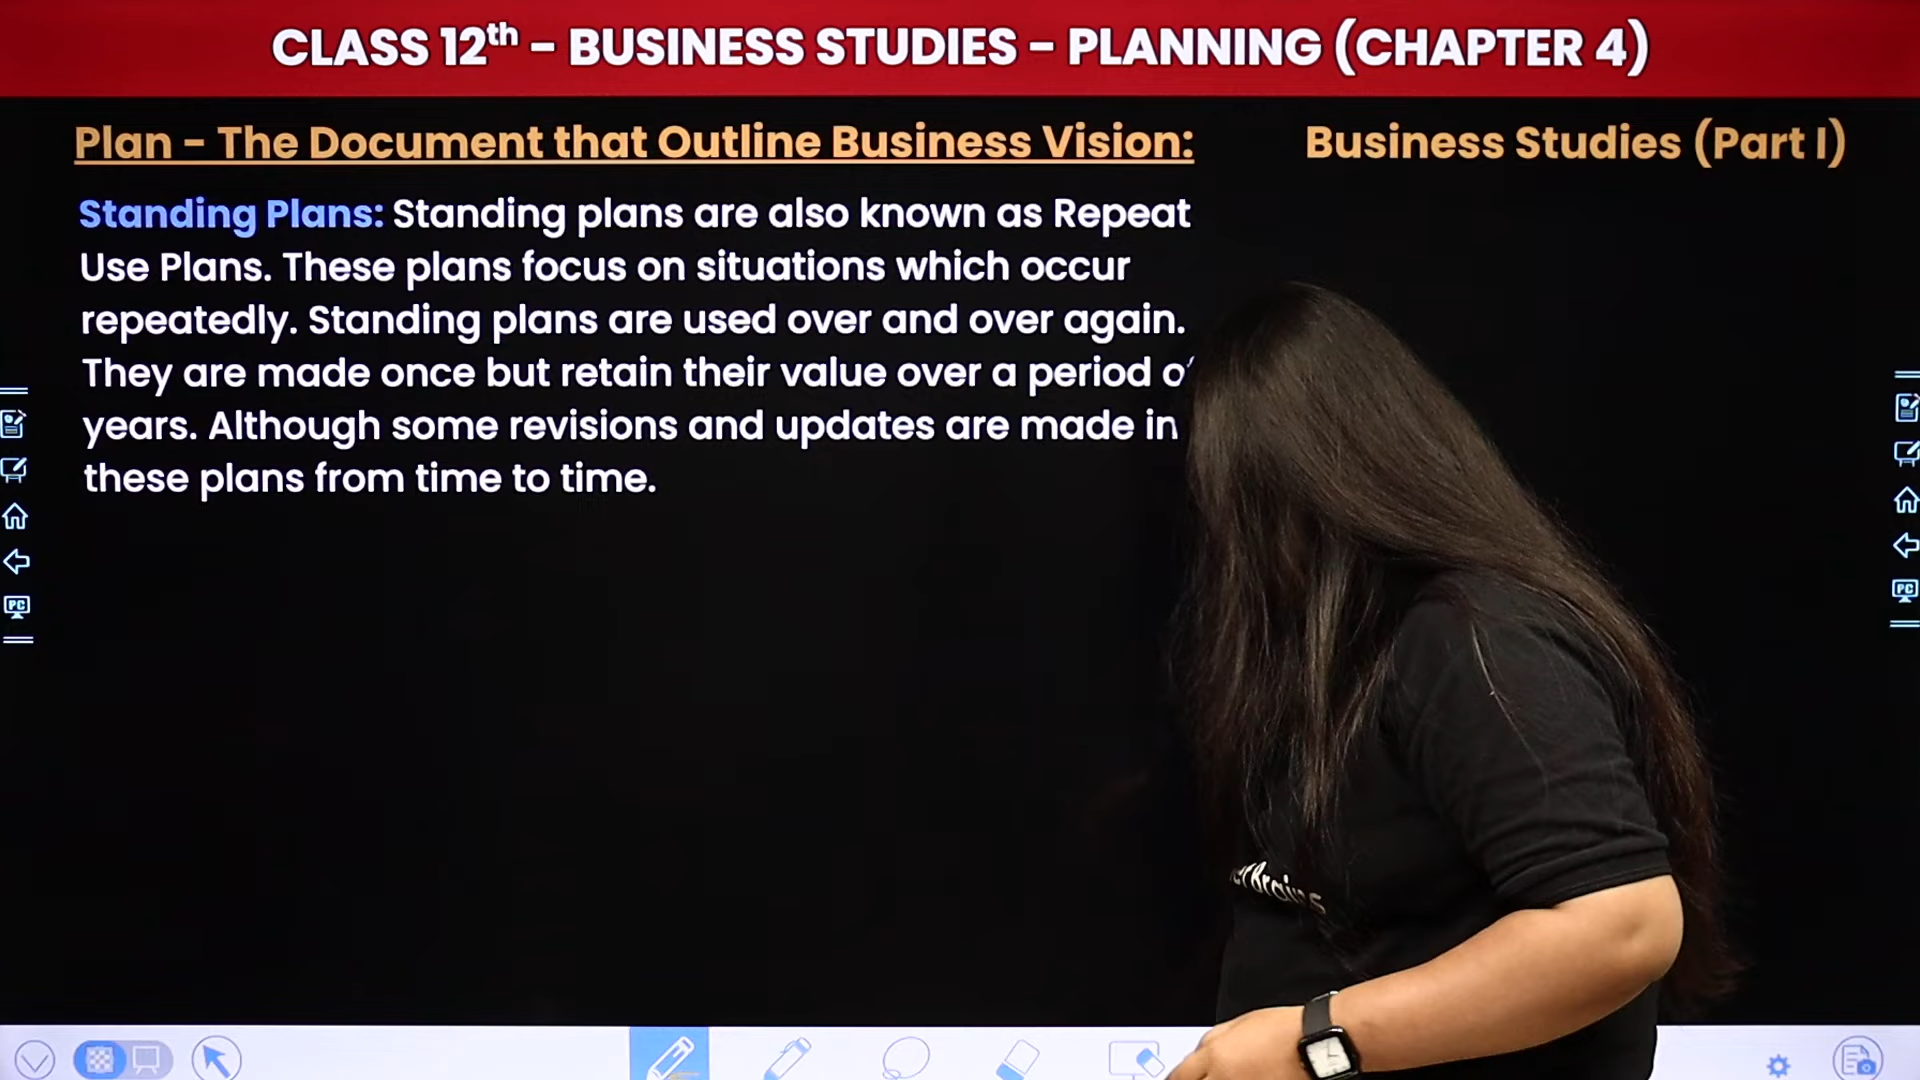 CLASS 12th – BUSINESS STUDIES – PLANNING (CHAPTER 4)
Plan – The Document that Outline Business Vision:
Business Studies (Part I)
Standing Plans: Standing plans are also known as Repeat
Use Plans. These plans focus on situations which occur
repeatedly. Standing plans are used over and over again.
They are made once but retain their value over a period
years. Although some revisions and updates are made in
these plans from time to time.
PC
PC